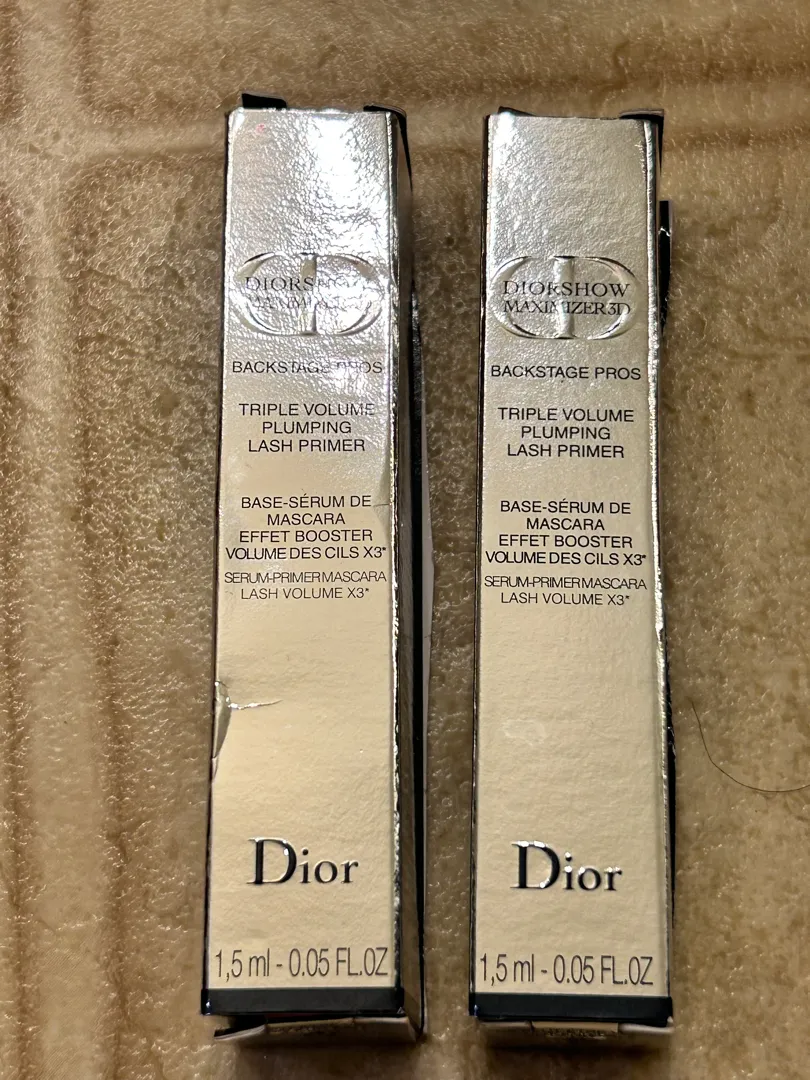 DIORSHOW
MAXIMIZER
BACKSTAGE PROS
TRIPLE VOLUME
PLUMPING
LASH PRIMER
BASE-SÉRUM DE
MASCARA
EFFET BOOSTER
VOLUME DES CILS X3*
SERUM-PRIMER MASCARA
LASH VOLUME X3*
Dior
1,5 ml - 0.05 FL.OZ
DIORSHOW
MAXIMIZER 3D
BACKSTAGE PROS
TRIPLE VOLUME
PLUMPING
LASH PRIMER
BASE-SÉRUM DE
MASCARA
EFFET BOOSTER
VOLUME DES CILS X3*
SERUM-PRIMER MASCARA
LASH VOLUME X3*
Dior
1,5 ml - 0.05 FL.OZ